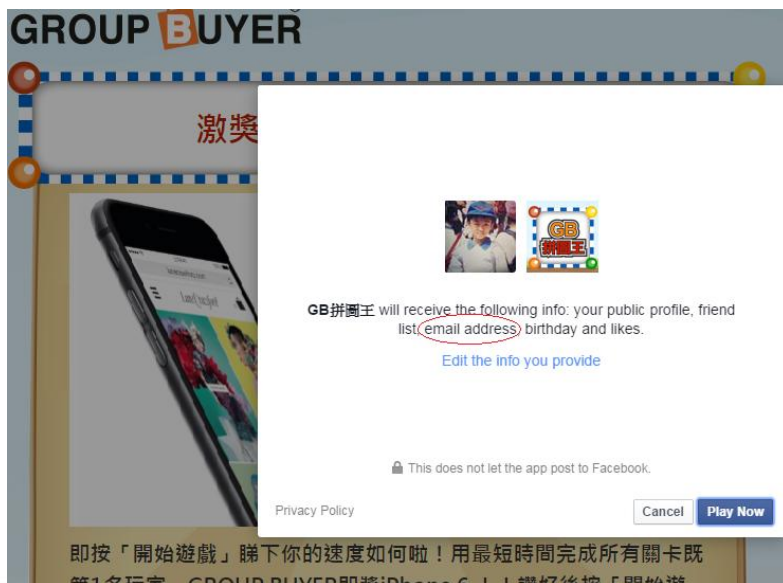 GROUP BUYER
激獎
GB
拼圖王
GB拼圖王 will receive the following info: your public profile, friend
list, email address, birthday and likes.
Edit the info you provide
This does not let the app post to Facebook.
Privacy Policy
Cancel
Play Now
即按「開始遊戲」睇下你的速度如何啦！用最短時間完成所有關卡既